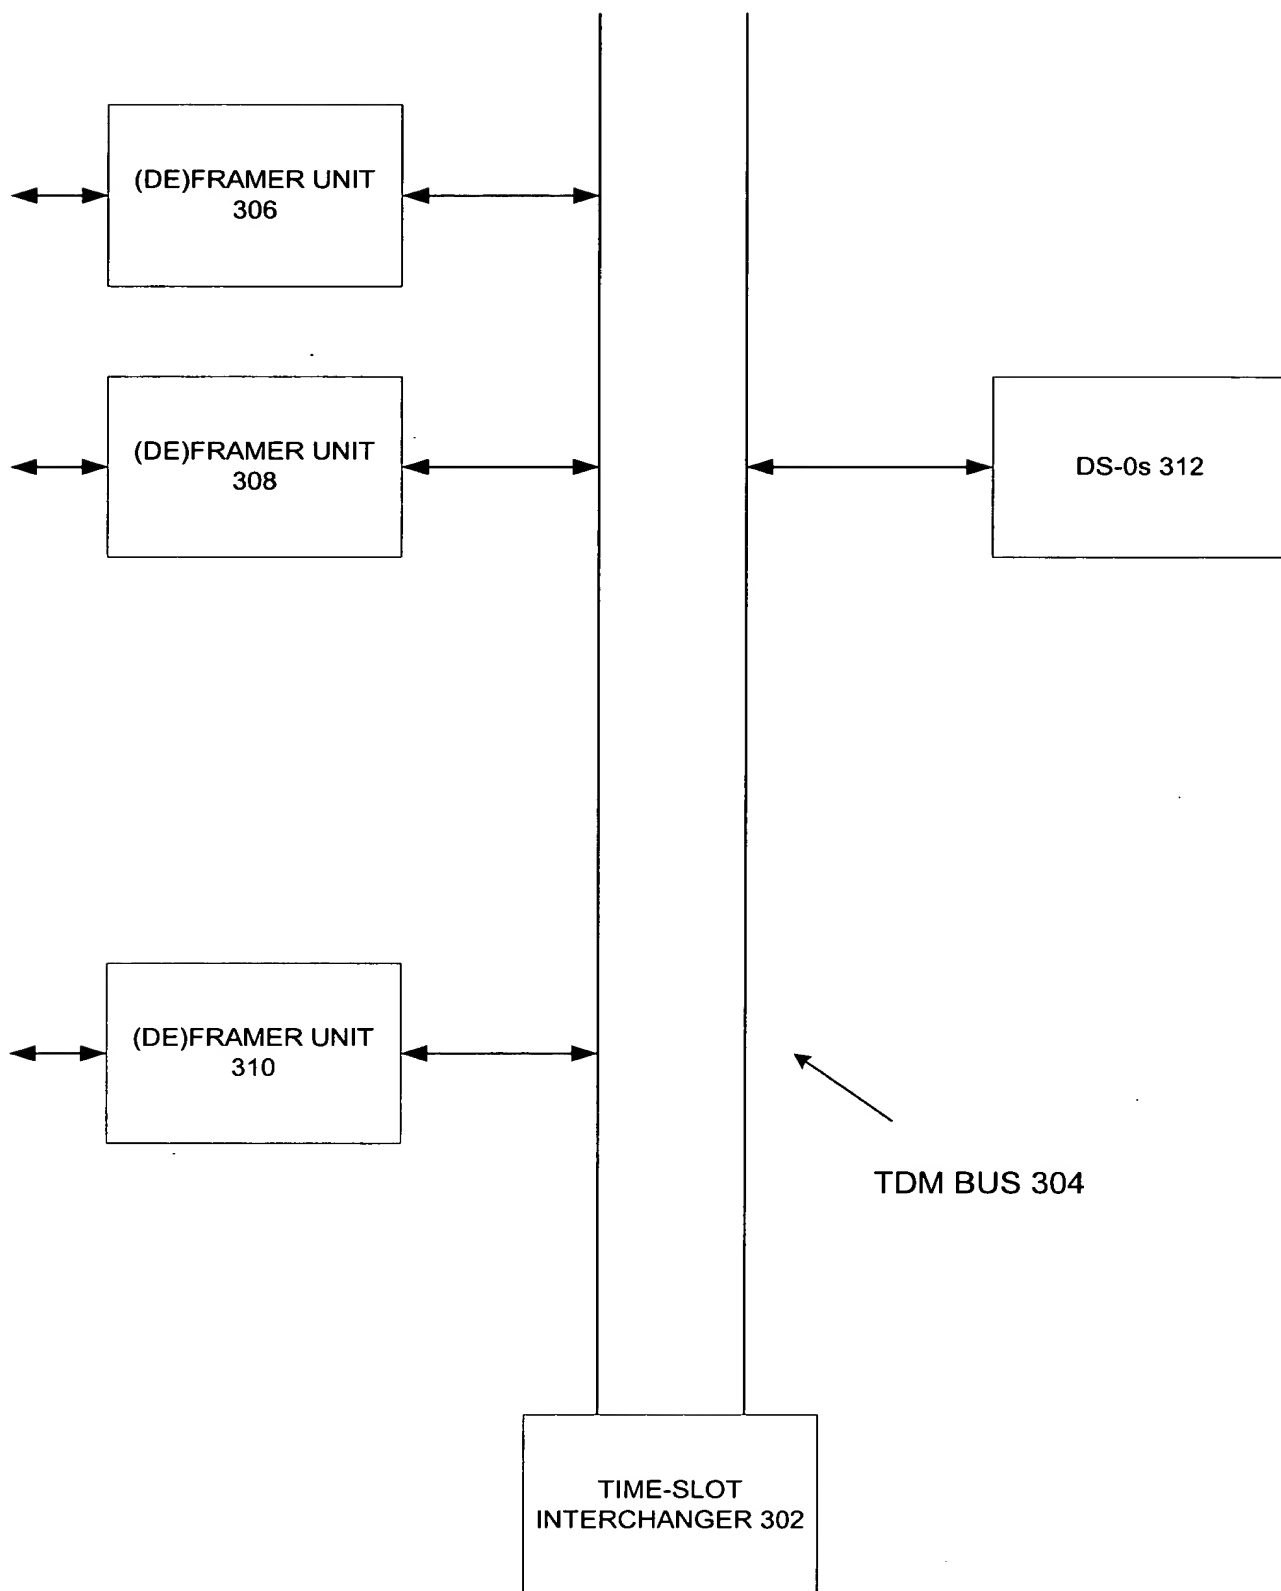 (DE)FRAMER UNIT
306
(DE)FRAMER UNIT
308
DS-0s 312
(DE)FRAMER UNIT
310
TDM BUS 304
TIME-SLOT
INTERCHANGER 302